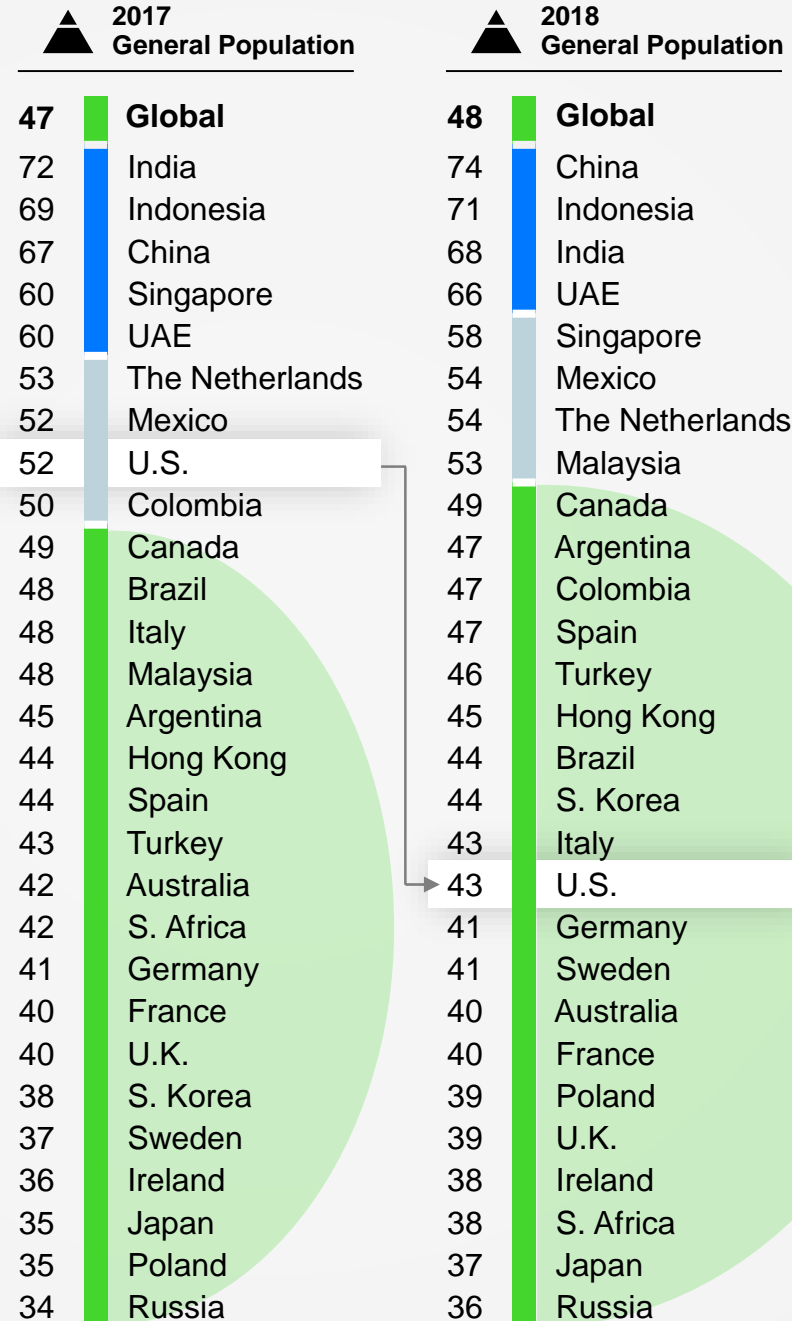 2017
General Population
47 Global
72 India
69 Indonesia
67 China
60 Singapore
60 UAE
53 The Netherlands
52 Mexico
52 U.S.
50 Colombia
49 Canada
48 Brazil
48 Italy
48 Malaysia
45 Argentina
44 Hong Kong
44 Spain
43 Turkey
42 Australia
42 S. Africa
41 Germany
40 France
40 U.K.
38 S. Korea
37 Sweden
36 Ireland
35 Japan
35 Poland
34 Russia
2018
General Population
48 Global
74 China
71 Indonesia
68 India
66 UAE
58 Singapore
54 Mexico
54 The Netherlands
53 Malaysia
49 Canada
47 Argentina
47 Colombia
47 Spain
46 Turkey
45 Hong Kong
44 Brazil
44 S. Korea
43 Italy
43 U.S.
41 Germany
41 Sweden
40 Australia
40 France
39 Poland
39 U.K.
38 Ireland
38 S. Africa
37 Japan
36 Russia